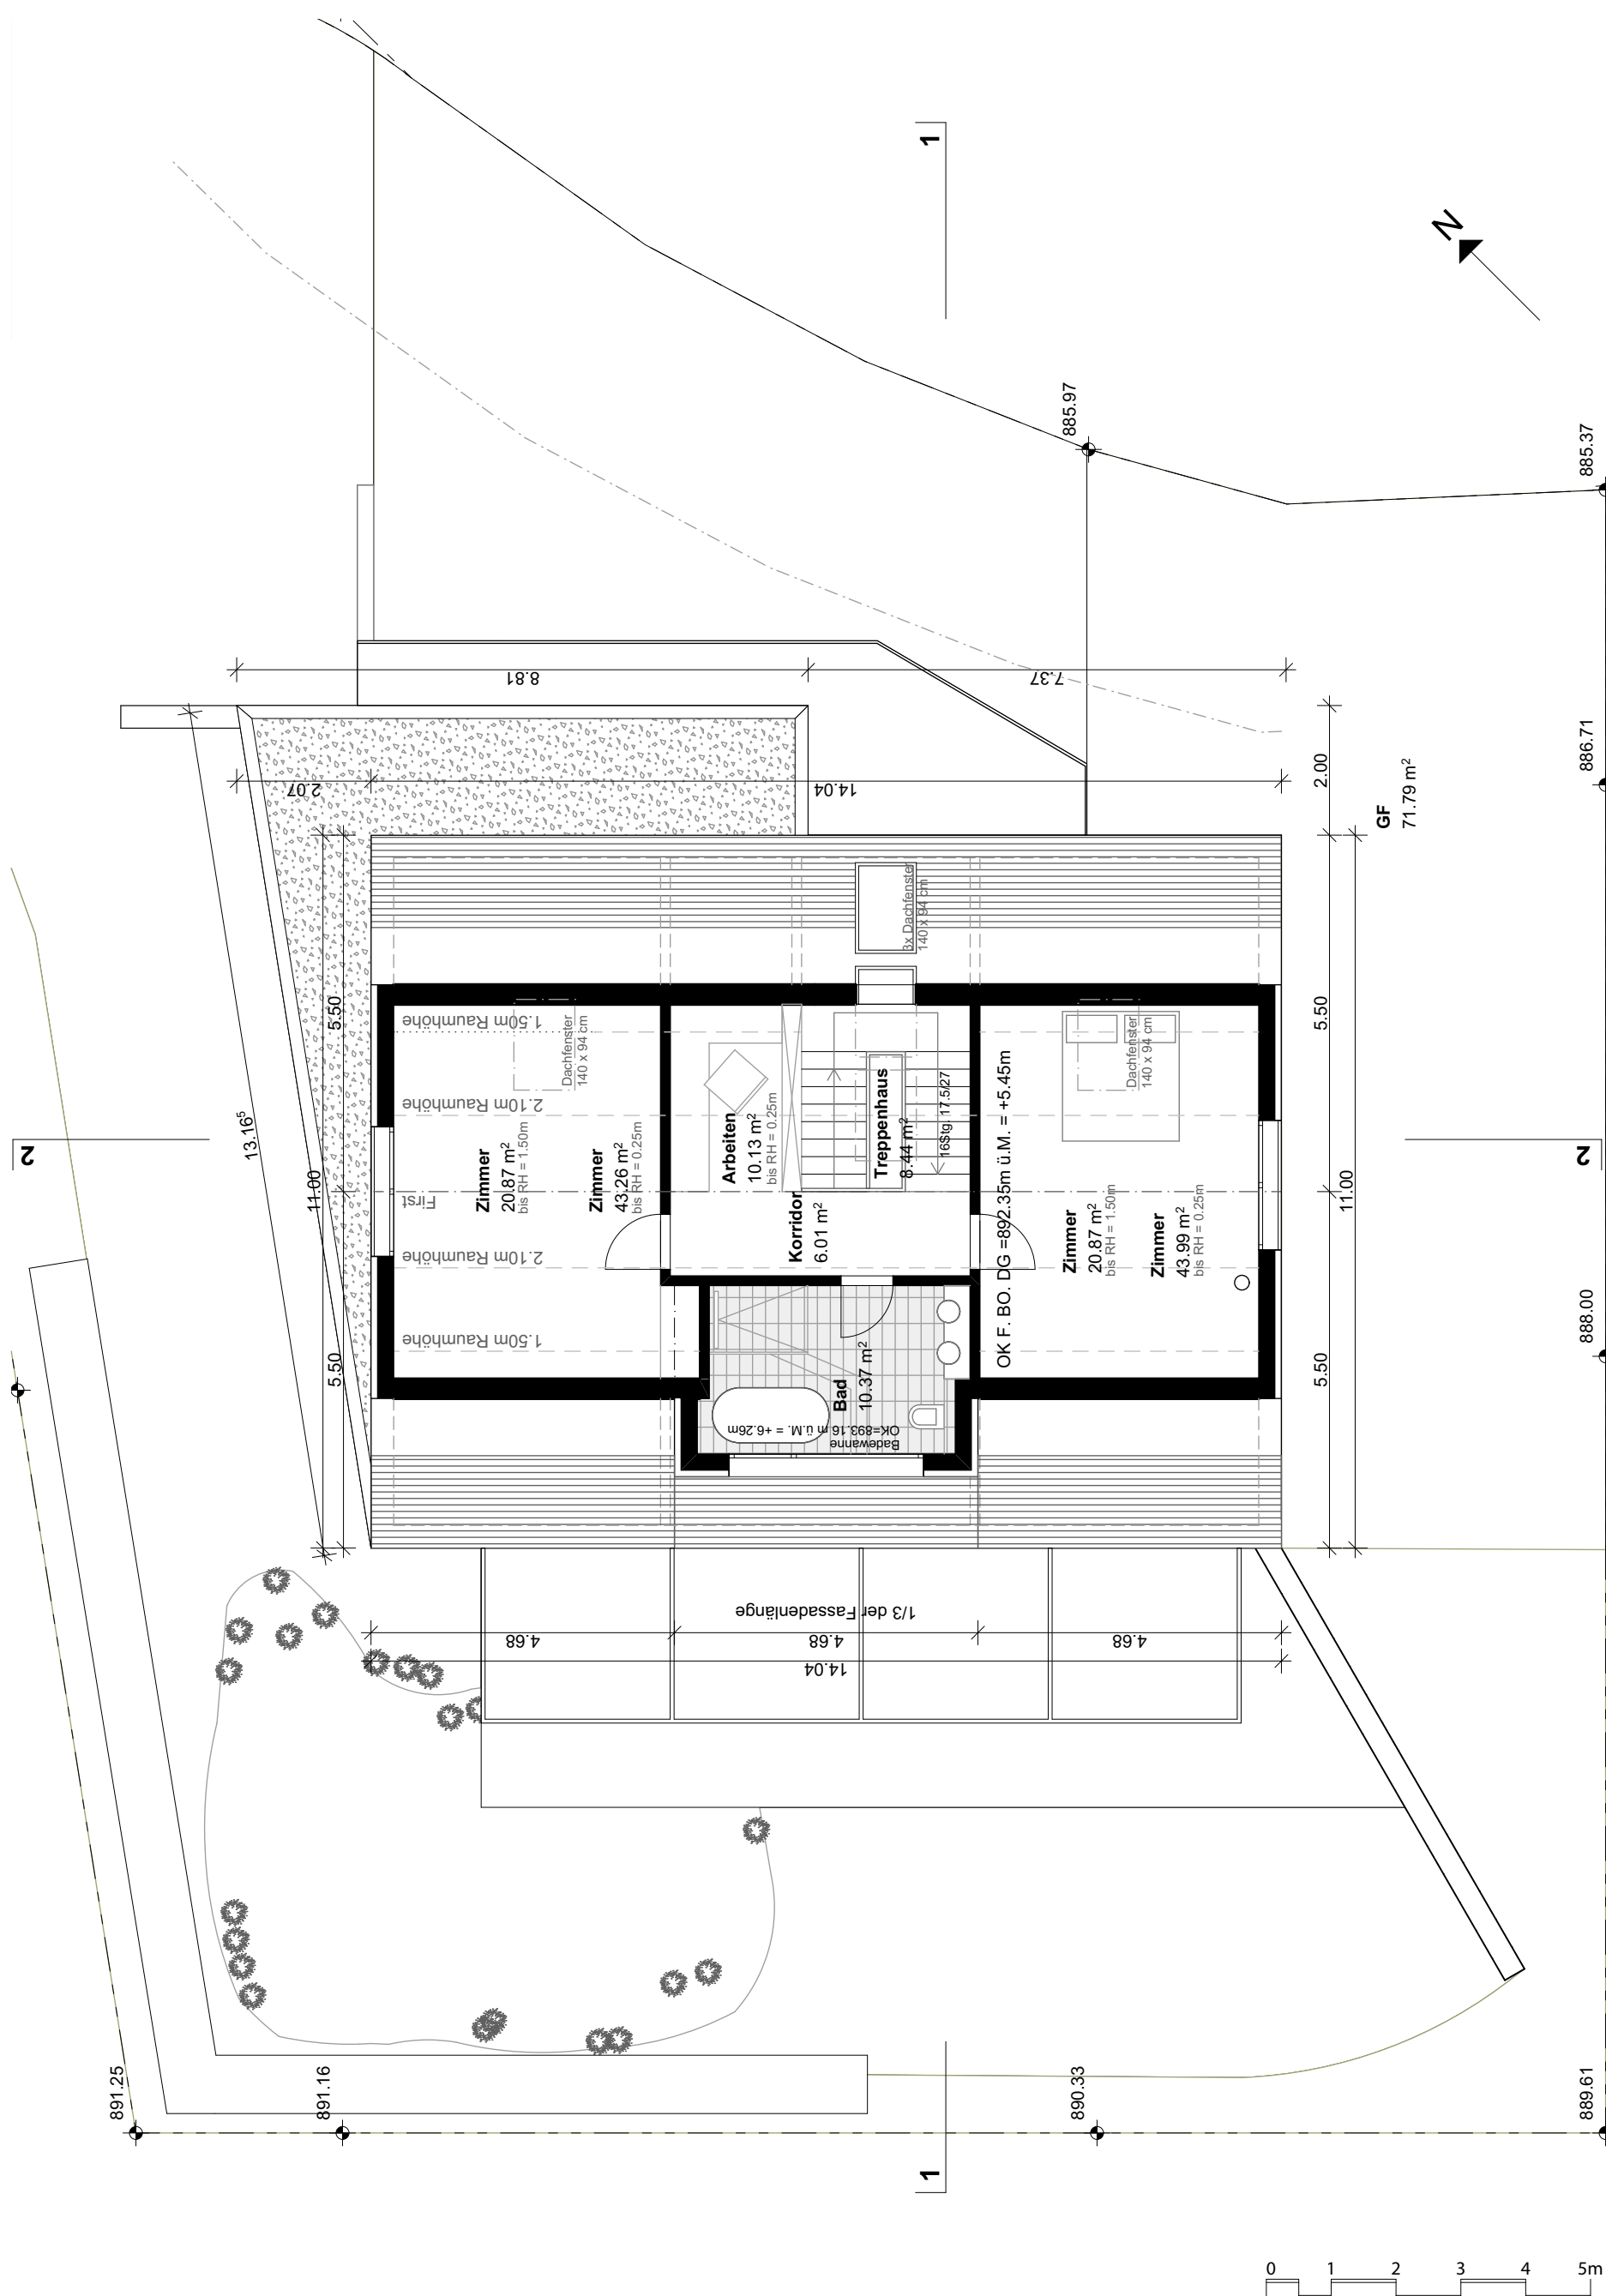 1
N
885.97
885.37
8.81
7.37
886.71
2.07
14.04
2.00
GF
71.79 m²
3x Dachfenster
140 x 94 cm
5.50
1.50m Raumhöhe
Dachfenster
140 x 94 cm
Dachfenster
140 x 94 cm
5.50
2.10m Raumhöhe
13.16⁵
2
2
11.00
First
Zimmer
20.87 m²
bis RH = 1.50m
Zimmer
43.26 m²
bis RH = 0.25m
Arbeiten
10.13 m²
bis RH = 0.25m
Treppenhaus
8.44 m²
16Stg. 17.5/27
OK F. BO. DG =892.35m ü.M. = +5.45m
Korridor
6.01 m²
Zimmer
20.87 m²
bis RH = 1.50m
Zimmer
43.99 m²
bis RH = 0.25m
11.00
2.10m Raumhöhe
1.50m Raumhöhe
5.50
Bad
10.37 m²
Badewanne
OK=893.16 m ü.M. = +6.26m
5.50
888.00
1/3 der Fassadenlänge
4.68
4.68
4.68
14.04
891.25
891.16
890.33
889.61
1
0 1 2 3 4 5m